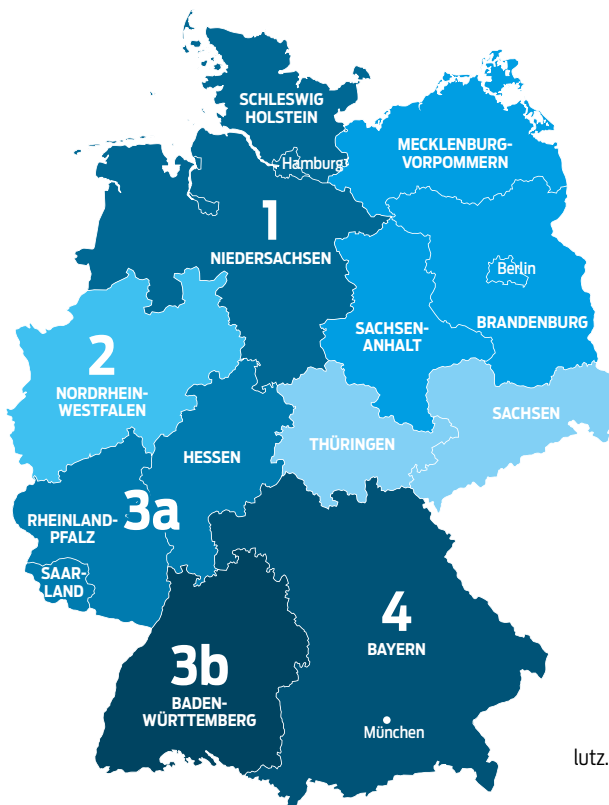 SCHLESWIG
HOLSTEIN
Hamburg
MECKLENBURG-
VORPOMMERN
1
NIEDERSACHSEN
Berlin
BRANDENBURG
SACHSEN-
ANHALT
2
NORDRHEIN-
WESTFALEN
SACHSEN
THÜRINGEN
HESSEN
3a
RHEINLAND-
PFALZ
SAAR-
LAND
4
BAYERN
3b
BADEN-
WÜRTTEMBERG
München
lutz.